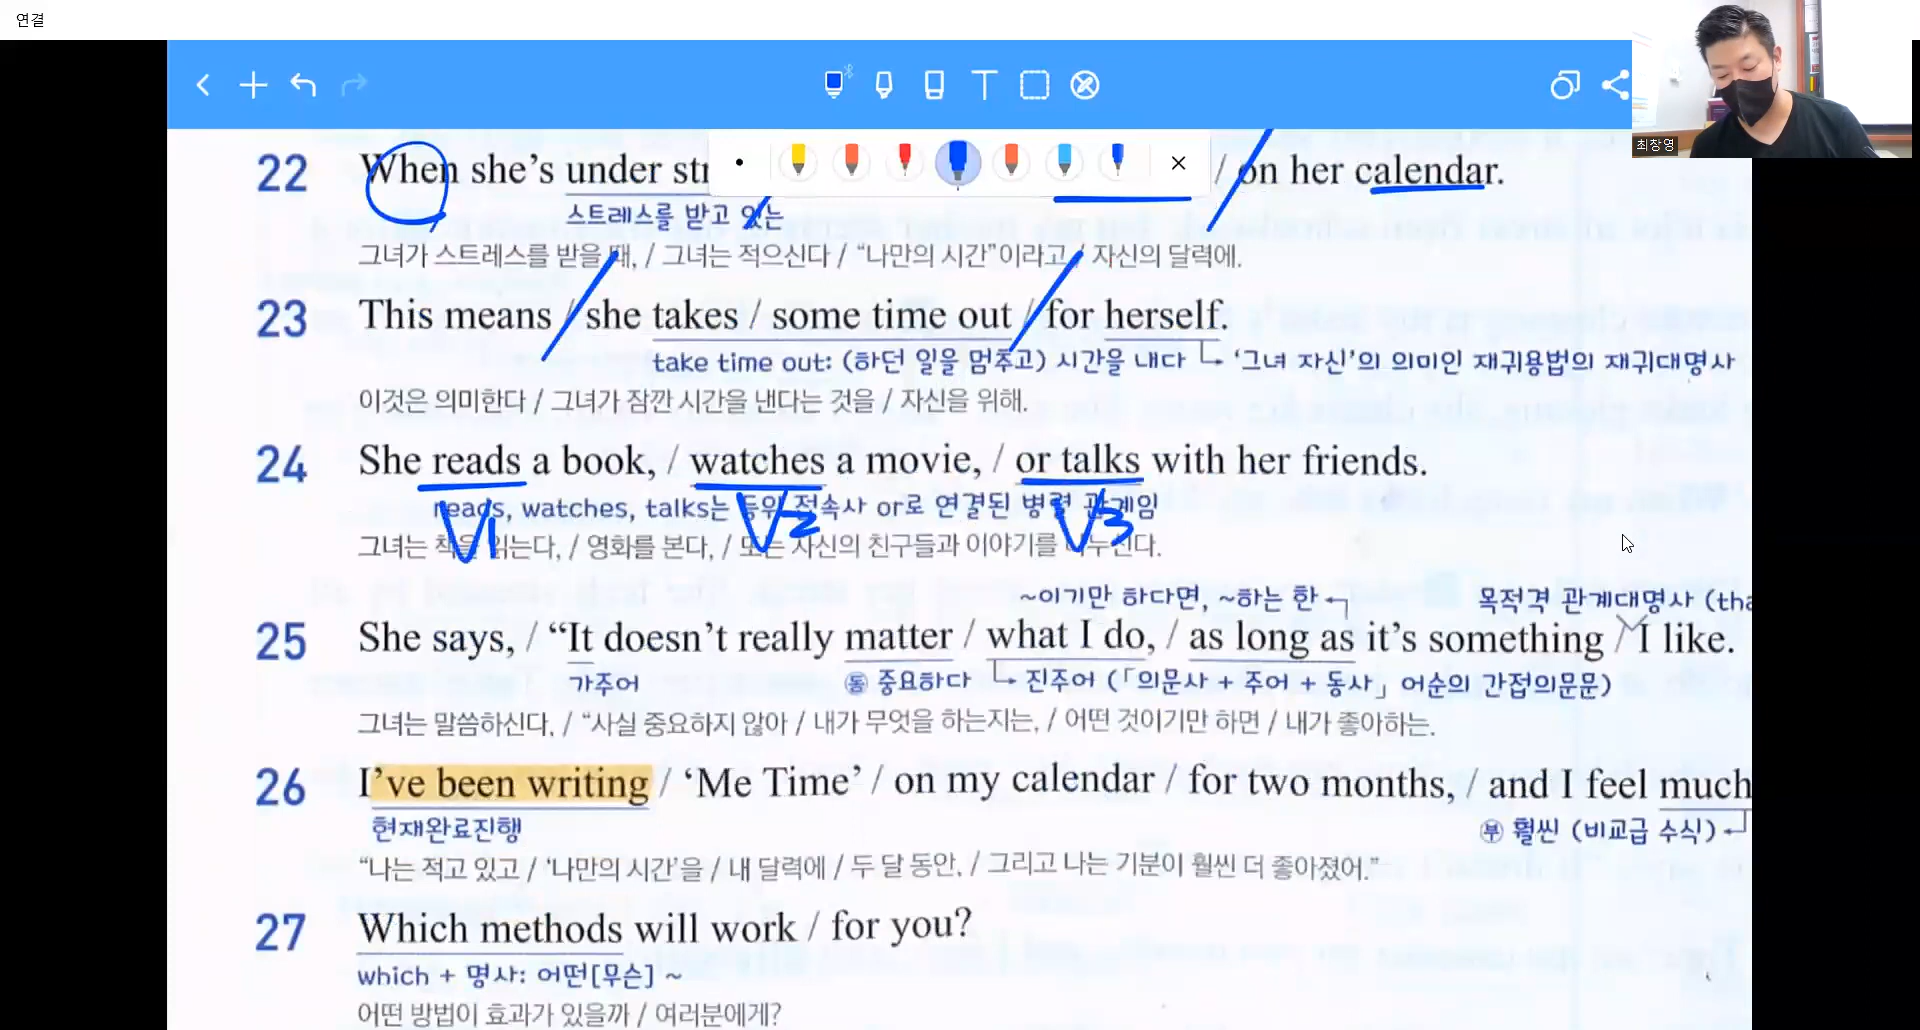 연결
최창영
22 When she's under str / on her calendar.
스트레스를 받고 있는
그녀가 스트레스를 받을 때, / 그녀는 적으신다 / “나만의 시간”이라고 / 자신의 달력에.
23 This means / she takes / some time out / for herself.
take time out: (하던 일을 멈추고) 시간을 내다 ‘그녀 자신’의 의미인 재귀용법의 재귀대명사
이것은 의미한다 / 그녀가 잠깐 시간을 낸다는 것을 / 자신을 위해.
24 She reads a book, / watches a movie, / or talks with her friends.
reads, watches, talks는 등위 접속사 or로 연결된 병렬 관계임
V1 V2 V3
그녀는 책을 읽는다, / 영화를 본다, / 또는 자신의 친구들과 이야기를 나누신다.
~이기만 하다면, ~하는 한 목적격 관계대명사 (tha
25 She says, / “It doesn't really matter / what I do, / as long as it's something / I like.
가주어 동 중요하다 진주어 (「의문사 + 주어 + 동사」 어순의 간접의문문)
그녀는 말씀하신다, / “사실 중요하지 않아 / 내가 무엇을 하는지는, / 어떤 것이기만 하면 / 내가 좋아하는.
26 I've been writing / ‘Me Time’ / on my calendar / for two months, / and I feel much
현재완료진행 부 훨씬 (비교급 수식)
“나는 적고 있고 / ‘나만의 시간’을 / 내 달력에 / 두 달 동안, / 그리고 나는 기분이 훨씬 더 좋아졌어.”
27 Which methods will work / for you?
which + 명사: 어떤[무슨] ~
어떤 방법이 효과가 있을까 / 여러분에게?